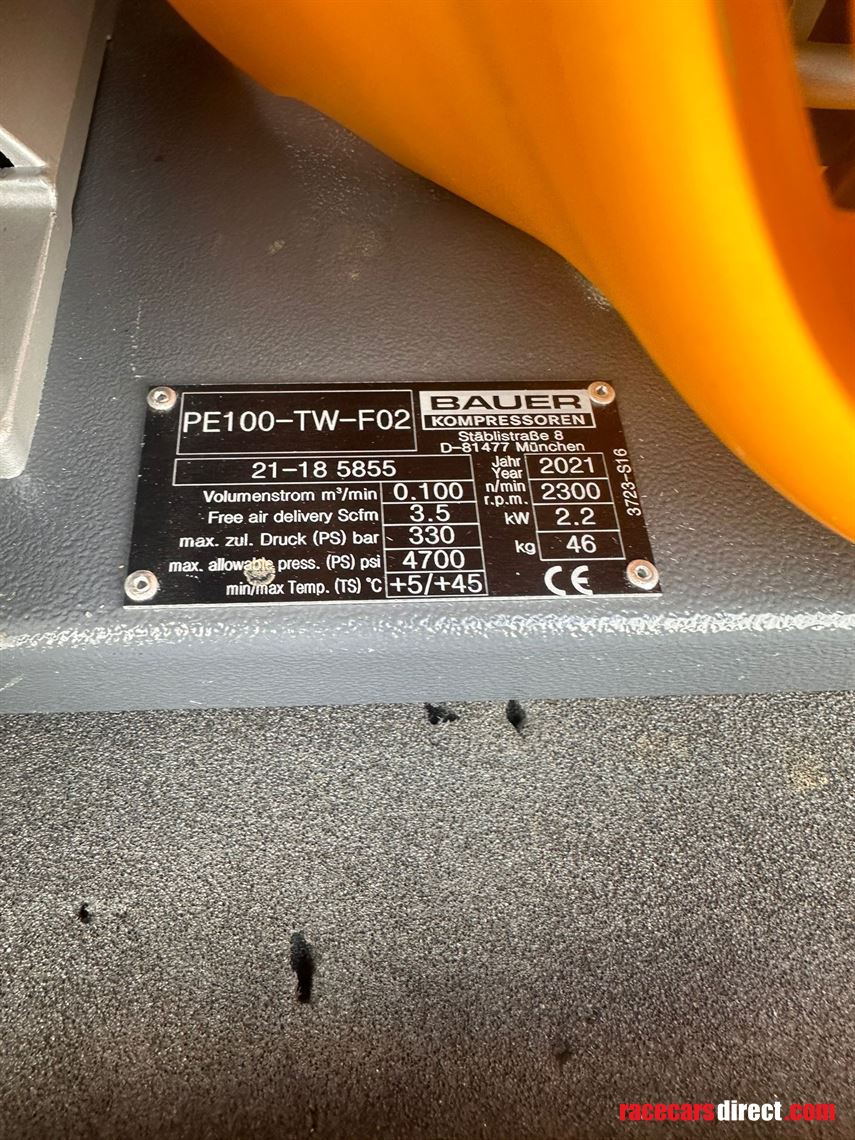 PE100-TW-F02
BAUER
KOMPRESSOREN
Stäblistraße 8
D-81477 München
21-18 5855
Jahr
Year 2021
Volumenstrom m³/min 0.100
n/min
r.p.m. 2300
Free air delivery Scfm 3.5
kW 2.2
max. zul. Druck (PS) bar 330
kg 46
max. allowable press. (PS) psi 4700
min/max Temp. (TS) °C +5/+45
CE
3723-S16
racecarsdirect.com